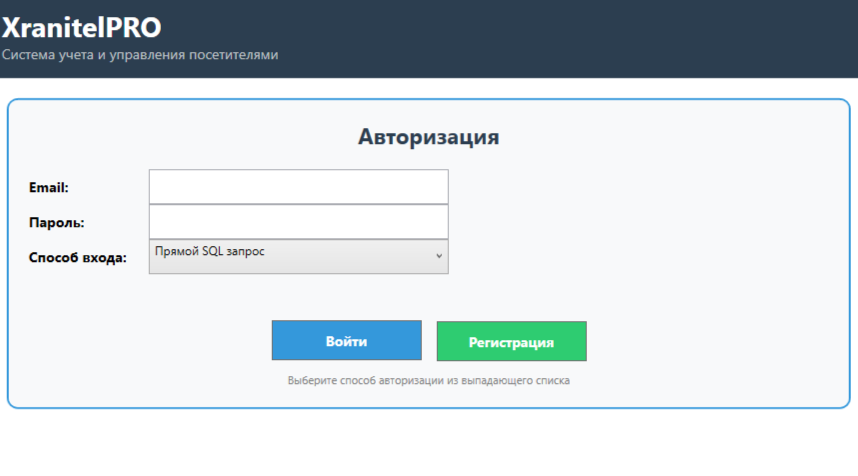 XranitelPRO
Система учета и управления посетителями
Авторизация
Email:
Пароль:
Способ входа:
Прямой SQL запрос
Войти
Регистрация
Выберите способ авторизации из выпадающего списка